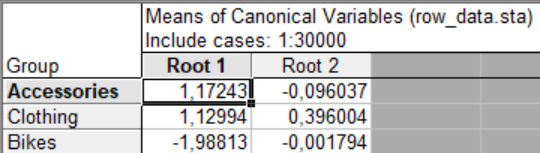 Means of Canonical Variables (row_data.sta)
Include cases: 1:30000
Group Root 1 Root 2
Accessories 1,17243 -0,096037
Clothing 1,12994 0,396004
Bikes -1,98813 -0,001794